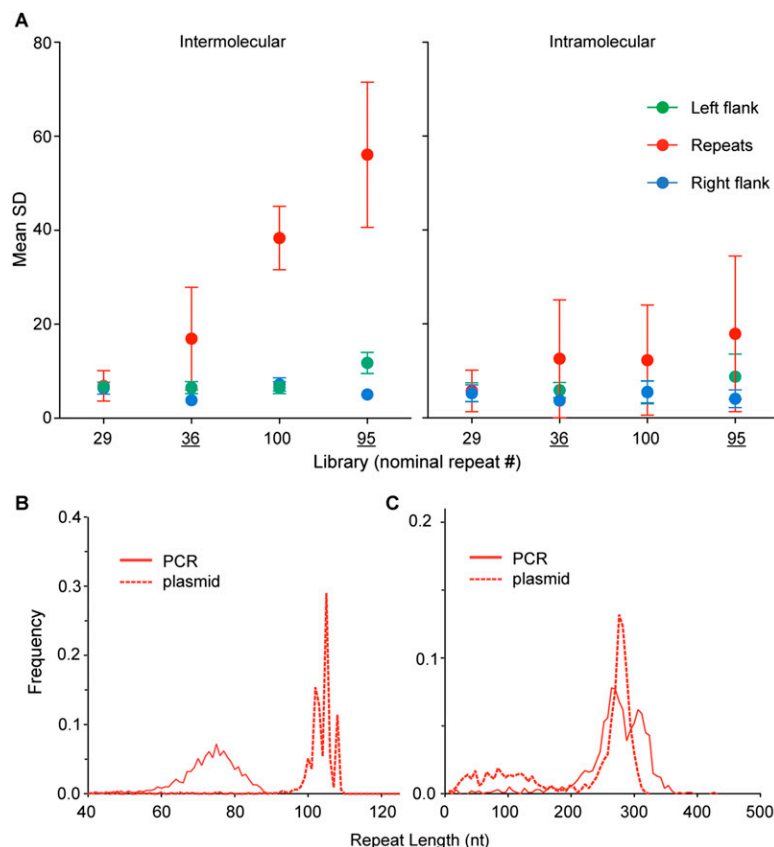 A
Intermolecular
Intramolecular
80
60
40
20
0
Mean SD
Left flank
Repeats
Right flank
29 36 100 95
29 36 100 95
Library (nominal repeat #)
B
C
0.4
0.3
0.2
0.1
0.0
Frequency
PCR
plasmid
40 60 80 100 120
0.2
0.1
0.0
PCR
plasmid
0 100 200 300 400 500
Repeat Length (nt)